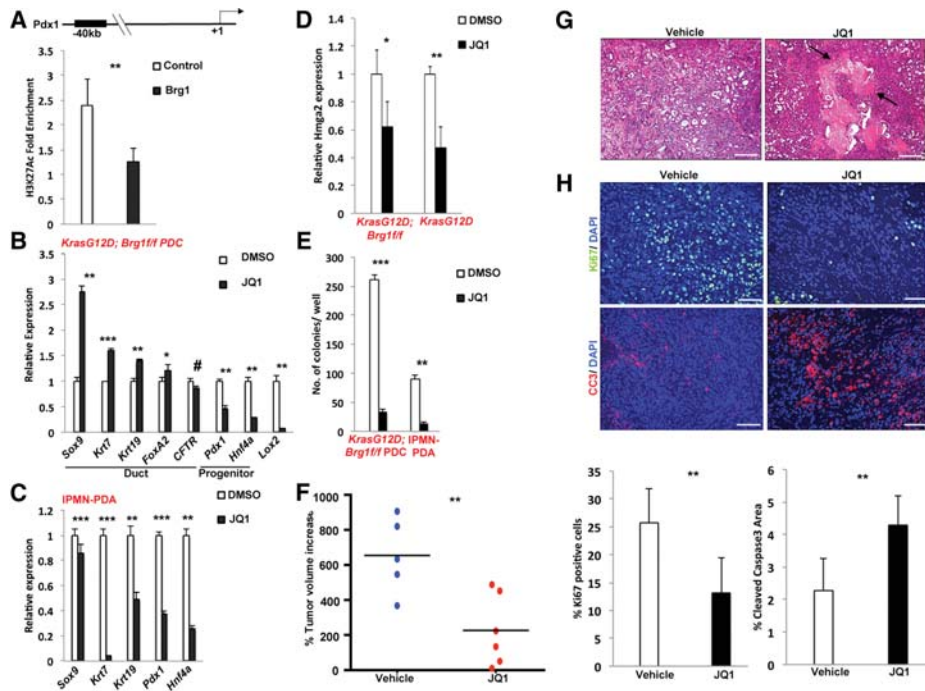 A
Pdx1
-40kb
+1
H3K27Ac Fold Enrichment
3.5
3
2.5
2
1.5
1
0.5
0
**
Control
Brg1
B
KrasG12D; Brg1f/f PDC
DMSO
JQ1
Relative Expression
3.5
3
2.5
2
1.5
1
0.5
0
** *** ** * # ** ** **
Sox9 Krt7 Krt19 FoxA2 CFTR Pdx1 Hnf4a Lox2
Duct Progenitor
C
IPMN-PDA
DMSO
JQ1
Relative expression
1.2
1
0.8
0.6
0.4
0.2
0
*** *** ** *** **
Sox9 Krt7 Krt19 Pdx1 Hnf4a
D
DMSO
JQ1
Relative Hmga2 expression
1.4
1.2
1
0.8
0.6
0.4
0.2
0
* **
KrasG12D; KrasG12D
Brg1f/f
E
DMSO
JQ1
No. of colonies/ well
300
250
200
150
100
50
0
*** **
KrasG12D; IPMN-
Brg1f/f PDC PDA
F
% Tumor volume increase
1000
800
600
400
200
0
**
Vehicle JQ1
G
Vehicle JQ1
H
Vehicle JQ1
Ki67/ DAPI
CC3/ DAPI
% Ki67 positive cells
35
30
25
20
15
10
5
0
**
Vehicle JQ1
% Cleaved Caspase3 Area
6
5
4
3
2
1
0
**
Vehicle JQ1